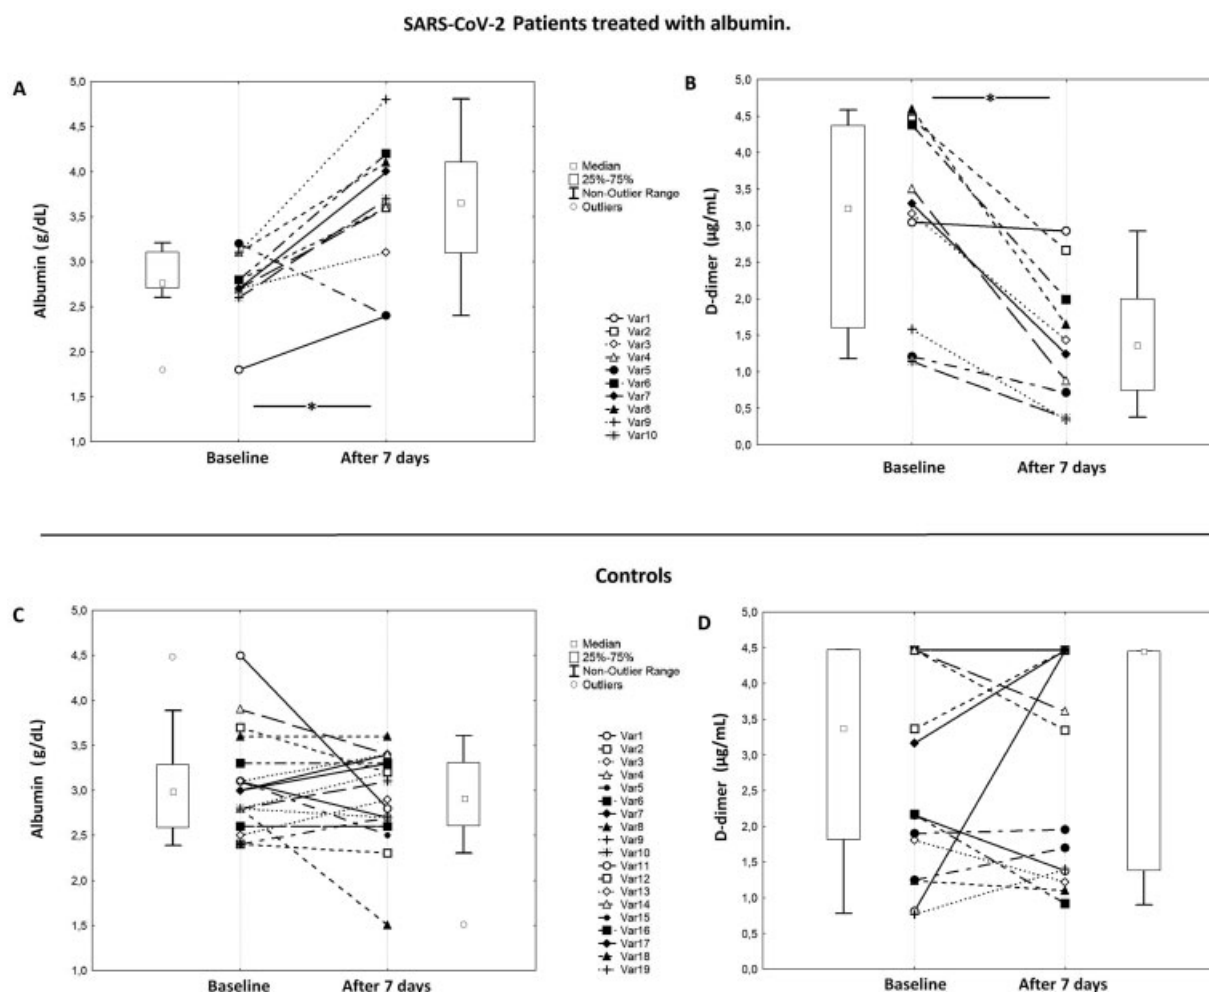 SARS-CoV-2 Patients treated with albumin.
A
Albumin (g/dL)
5,0
4,5
4,0
3,5
3,0
2,5
2,0
1,5
1,0
Baseline
After 7 days
*
Median
25%-75%
Non-Outlier Range
Outliers
Var1
Var2
Var3
Var4
Var5
Var6
Var7
Var8
Var9
Var10
B
D-dimer (µg/mL)
5,0
4,5
4,0
3,5
3,0
2,5
2,0
1,5
1,0
0,5
0,0
*
Baseline
After 7 days
Controls
C
Albumin (g/dL)
5,0
4,5
4,0
3,5
3,0
2,5
2,0
1,5
1,0
Baseline
After 7 days
Median
25%-75%
Non-Outlier Range
Outliers
Var1
Var2
Var3
Var4
Var5
Var6
Var7
Var8
Var9
Var10
Var11
Var12
Var13
Var14
Var15
Var16
Var17
Var18
Var19
D
D-dimer (µg/mL)
5,0
4,5
4,0
3,5
3,0
2,5
2,0
1,5
1,0
0,5
0,0
Baseline
After 7 days